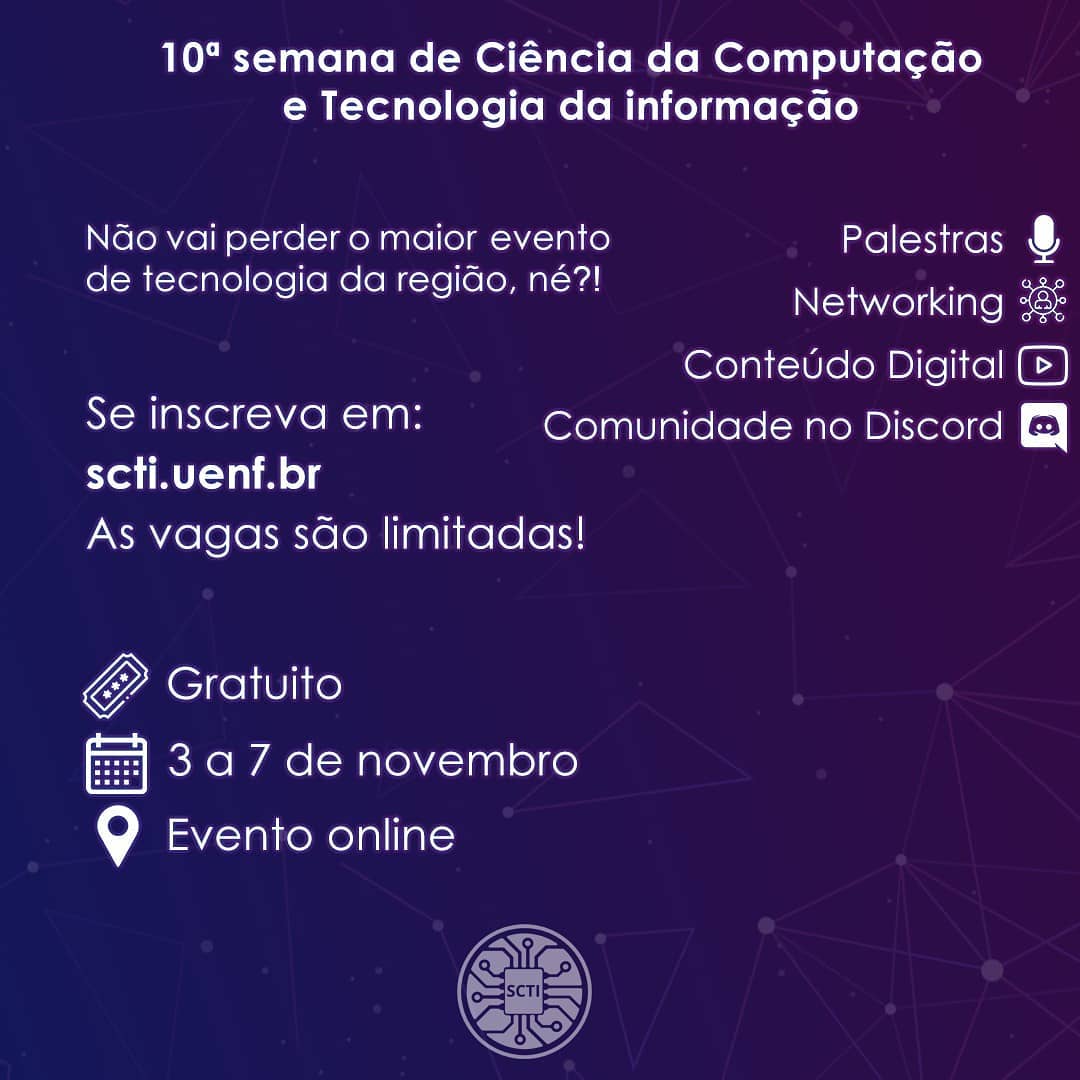 10ª semana de Ciência da Computação
e Tecnologia da informação
Não vai perder o maior evento
de tecnologia da região, né?!
Palestras
Networking
Conteúdo Digital
Comunidade no Discord
Se inscreva em:
scti.uenf.br
As vagas são limitadas!
Gratuito
3 a 7 de novembro
Evento online
SCTI